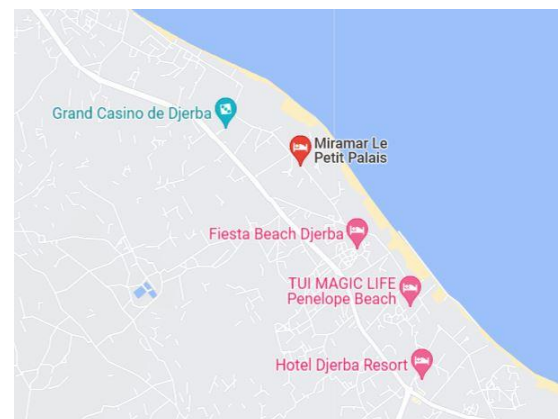 Grand Casino de Djerba
Miramar Le
Petit Palais
Fiesta Beach Djerba
TUI MAGIC LIFE
Penelope Beach
Hotel Djerba Resort